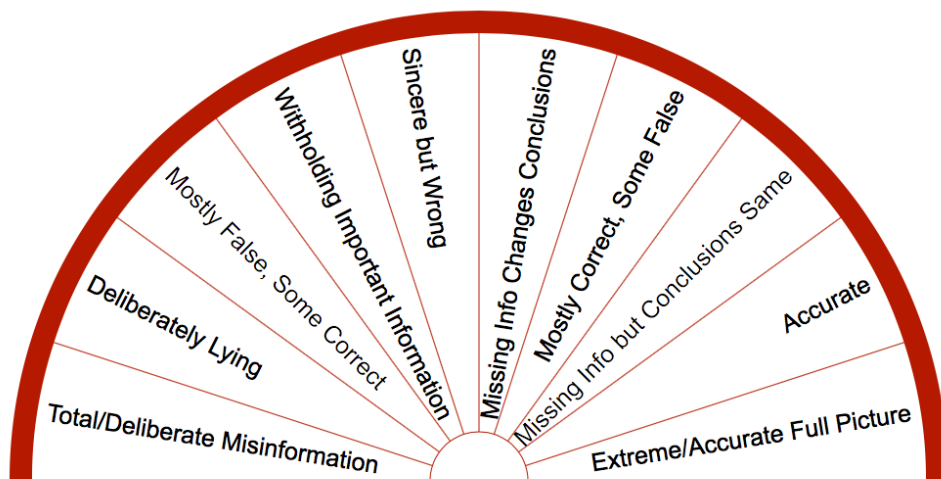 Total/Deliberate Misinformation
Deliberately Lying
Mostly False, Some Correct
Withholding Important Information
Sincere but Wrong
Missing Info Changes Conclusions
Mostly Correct, Some False
Missing Info but Conclusions Same
Accurate
Extreme/Accurate Full Picture